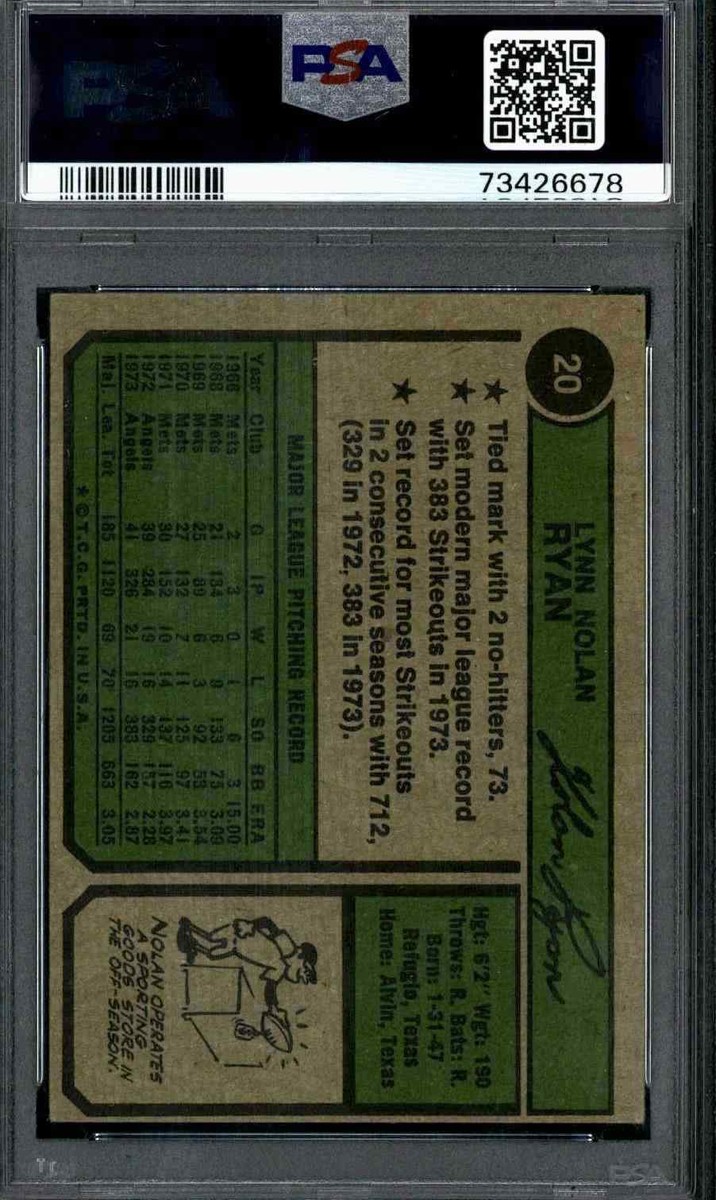 PSA
73426678
20
LYNN NOLAN
RYAN
Nolan Ryan
★ Tied mark with 2 no-hitters, 73.
★ Set modern major league record
with 383 Strikeouts in 1973.
★ Set record for most Strikeouts
in 2 consecutive seasons with 712,
(329 in 1972, 383 in 1973).
MAJOR LEAGUE PITCHING RECORD
Year Club G IP W L SO BB ERA
1966 Mets 2 3 0 1 6 3 15.00
1968 Mets 21 134 6 9 133 75 3.09
1969 Mets 25 89 6 3 92 53 3.54
1970 Mets 27 132 7 11 125 97 3.41
1971 Mets 30 152 10 14 137 116 3.97
1972 Angels 39 284 19 16 329 157 2.28
1973 Angels 41 326 21 16 383 162 2.87
Maj. Lea. Tot 185 1120 69 70 1205 663 3.05
★ © T.C.G. PRTD. IN U.S.A.
Hgt: 6'2" Wgt: 190
Throws: R. Bats: R.
Born: 1-31-47
Refugio, Texas
Home: Alvin, Texas
NOLAN OPERATES
A SPORTING
GOODS STORE IN
THE OFF-SEASON.
PSA